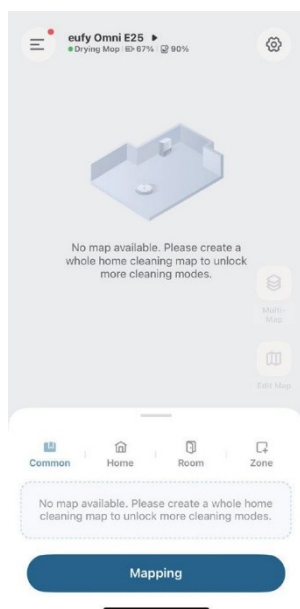 eufy Omni E25
Drying Mop 67% 90%
No map available. Please create a
whole home cleaning map to unlock
more cleaning modes.
Multi-
Map
Edit Map
Common Home Room Zone
No map available. Please create a whole home
cleaning map to unlock more cleaning modes.
Mapping